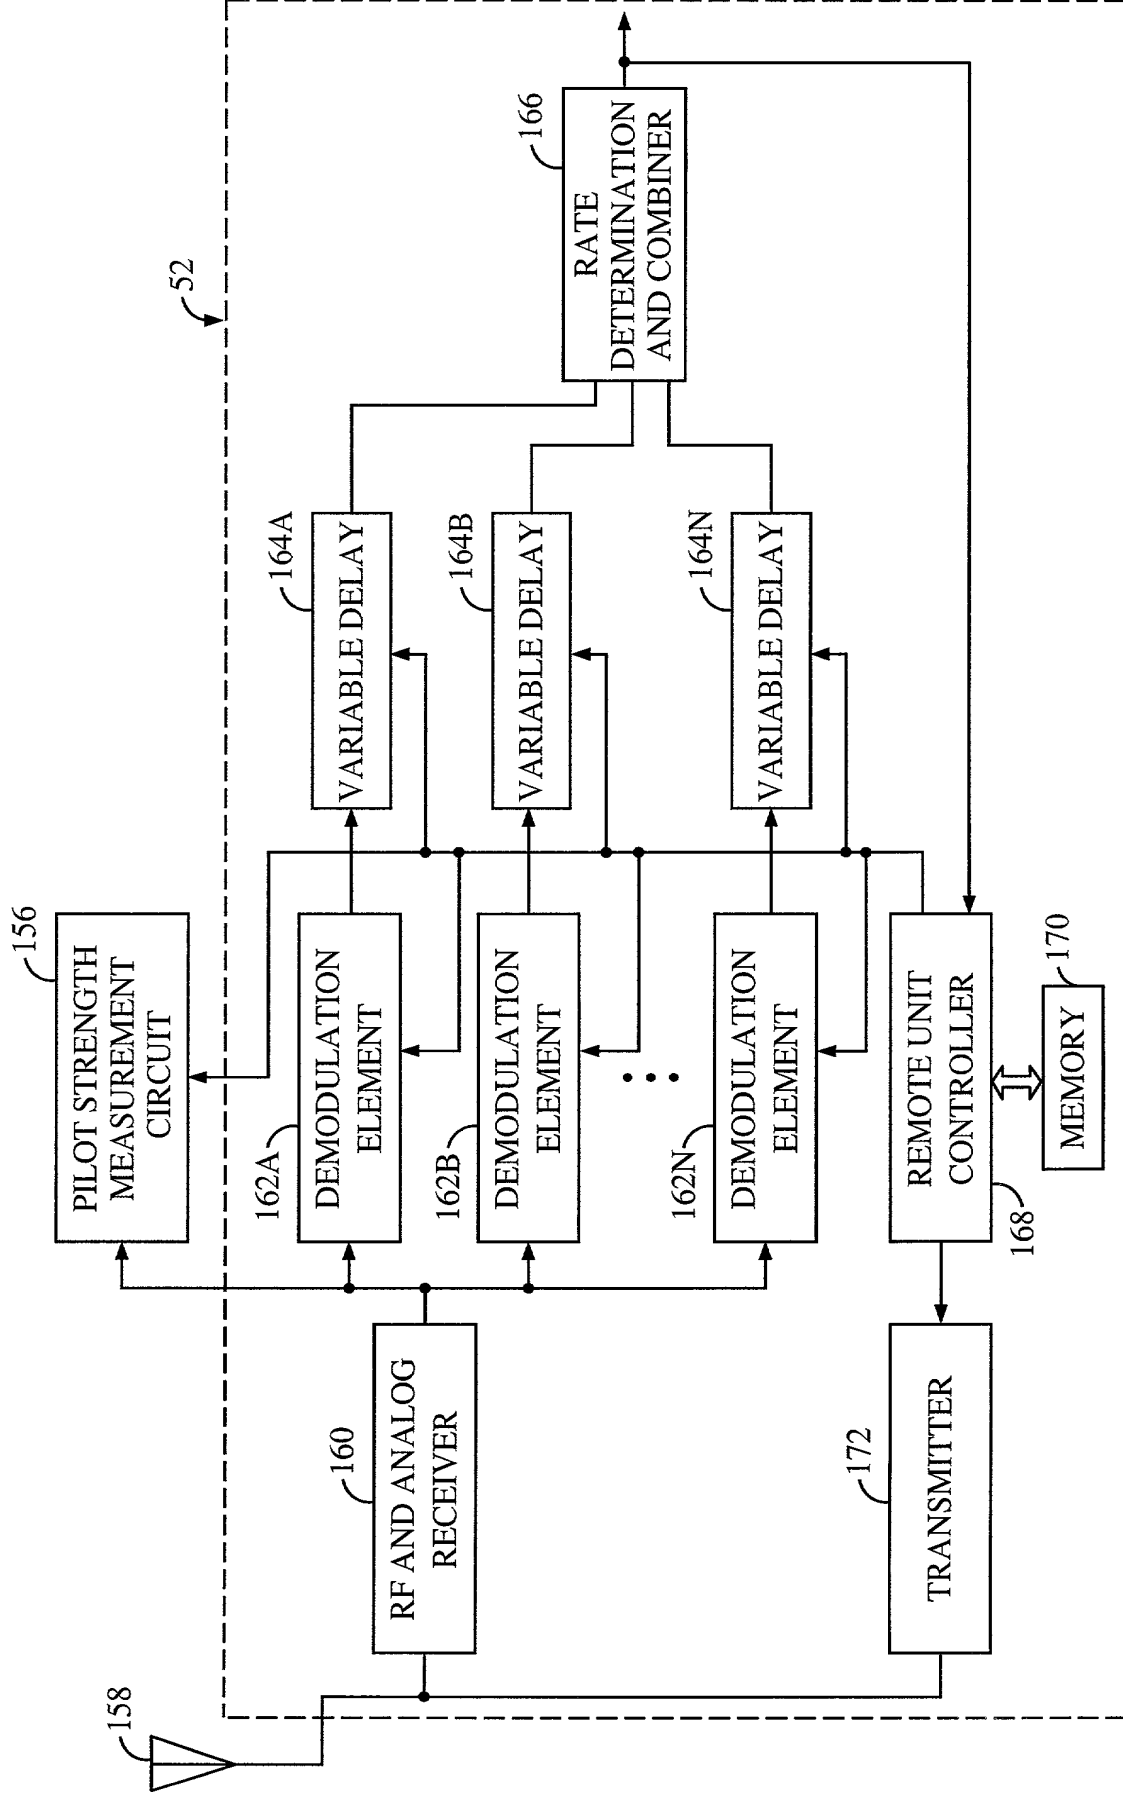 52
158
160
RF AND ANALOG
RECEIVER
172
TRANSMITTER
156
PILOT STRENGTH
MEASUREMENT
CIRCUIT
162A
DEMODULATION
ELEMENT
162B
DEMODULATION
ELEMENT
162N
DEMODULATION
ELEMENT
168
REMOTE UNIT
CONTROLLER
170
MEMORY
164A
VARIABLE DELAY
164B
VARIABLE DELAY
164N
VARIABLE DELAY
166
RATE
DETERMINATION
AND COMBINER